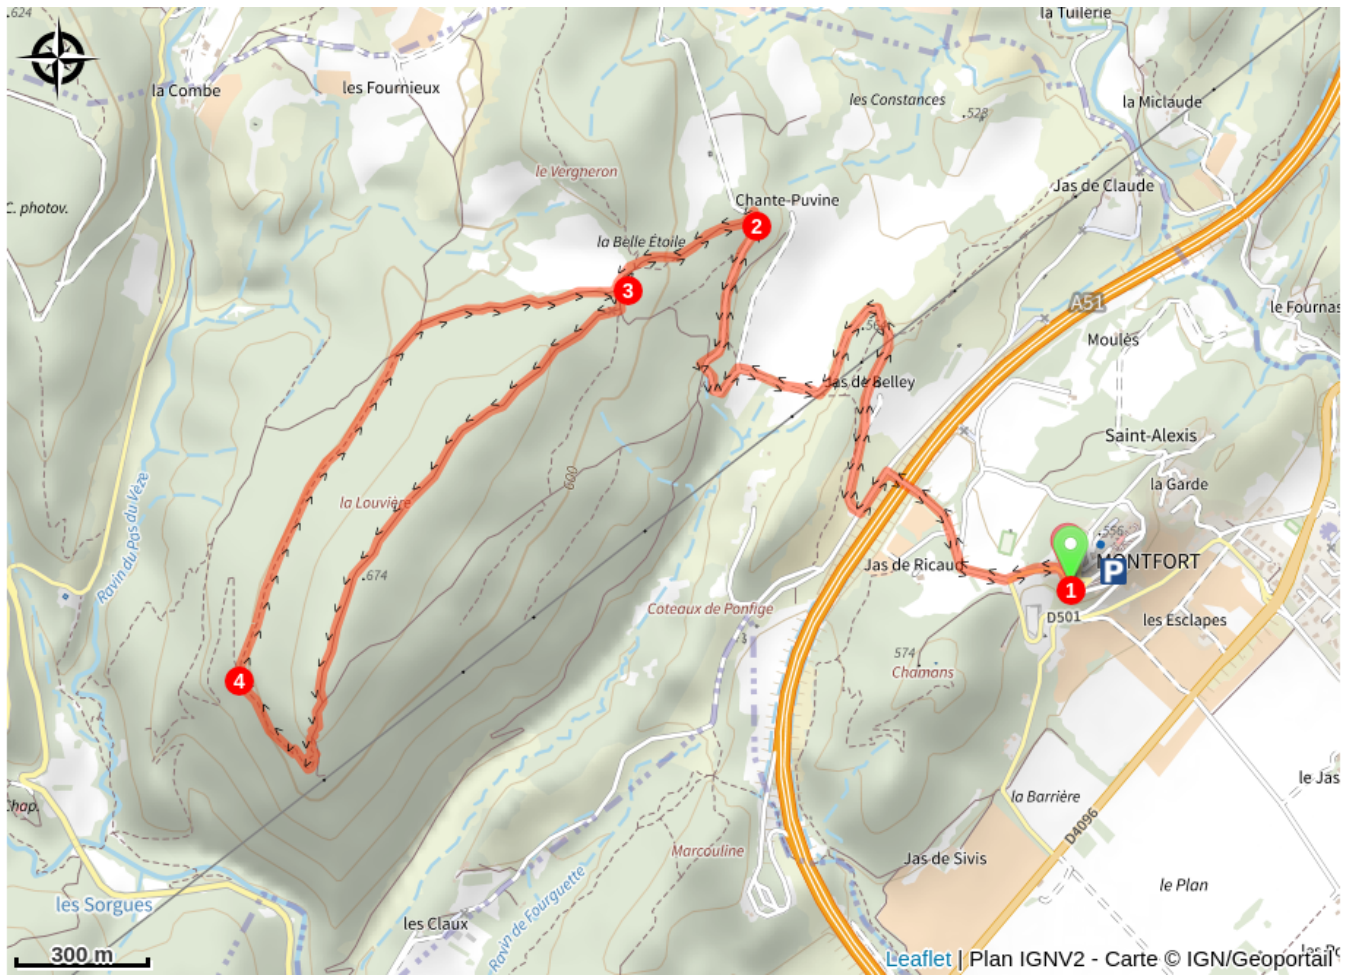 .624
la Tuilerie
la Combe
les Fournieux
les Constances
.528
la Miclaude
le Vergneron
Jas de Claude
C. photov.
Chante-Puvine
2
la Belle Étoile
3
A51
le Fournas
Moulès
Jas de Belley
Saint-Alexis
600
la Garde
la Louvière
Ravin du Pas du Vèze
.556
MONTFORT
P
Jas de Ricaud
.674
1
Coteaux de Ponfige
D501
les Esclapes
574
Chamans
4
le Jas
la Barrière
Chap.
D4096
Marcouline
Jas de Sivis
le Plan
les Sorgues
les Claux
Ravin de Fourguette
300 m
Leaflet | Plan IGNV2 - Carte © IGN/Geoportail